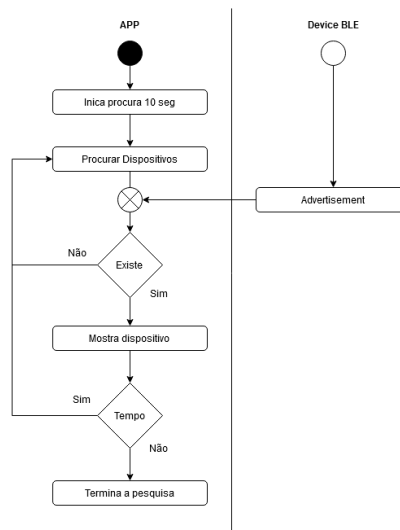 APP
Device BLE
Inica procura 10 seg
Procurar Dispositivos
Advertisement
Não
Existe
Sim
Mostra dispositivo
Sim
Tempo
Não
Termina a pesquisa